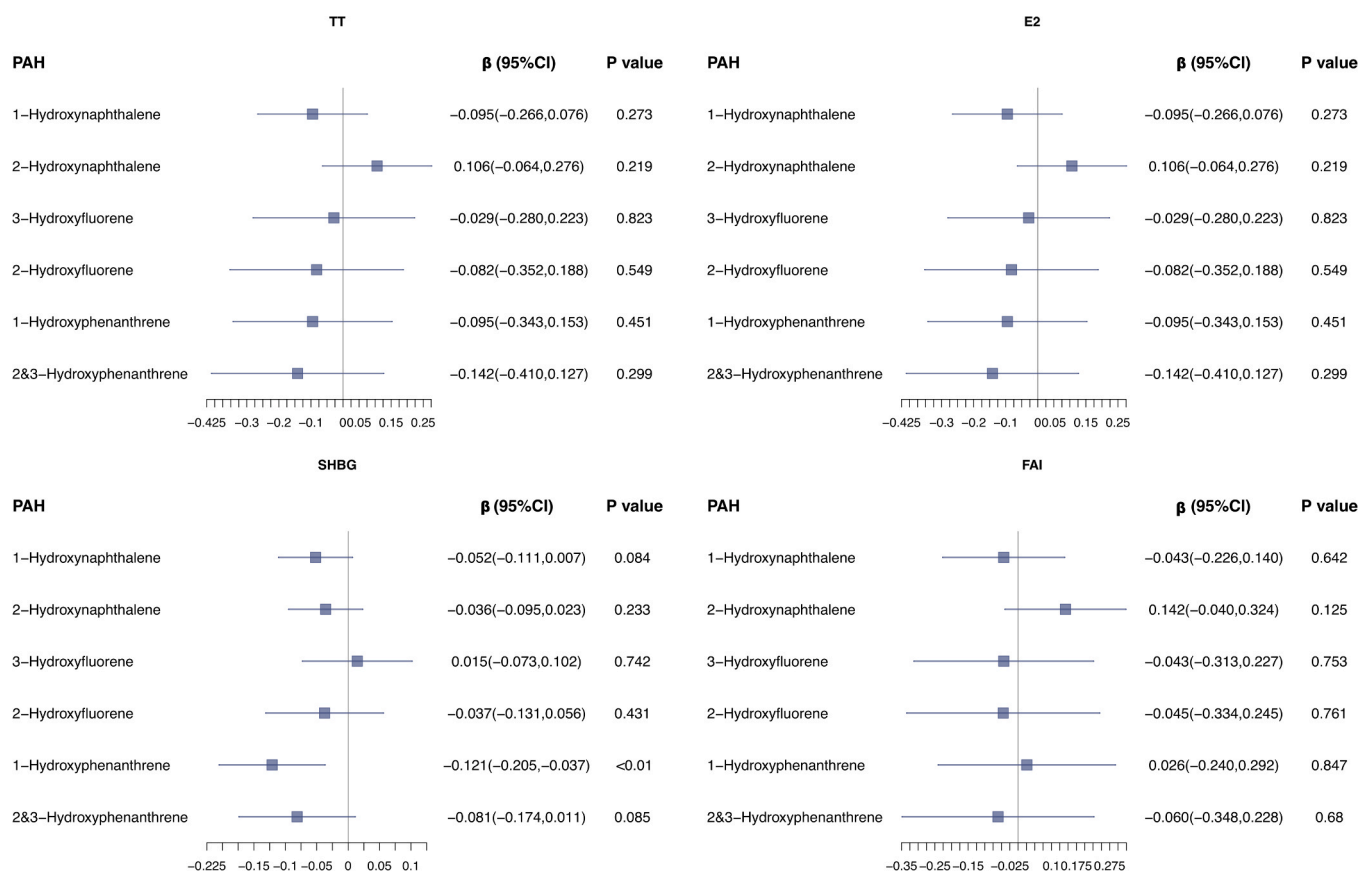 TT
PAH β (95%CI) P value
1−Hydroxynaphthalene −0.095(−0.266,0.076) 0.273
2−Hydroxynaphthalene 0.106(−0.064,0.276) 0.219
3−Hydroxyfluorene −0.029(−0.280,0.223) 0.823
2−Hydroxyfluorene −0.082(−0.352,0.188) 0.549
1−Hydroxyphenanthrene −0.095(−0.343,0.153) 0.451
2&3−Hydroxyphenanthrene −0.142(−0.410,0.127) 0.299
−0.425 −0.3 −0.2 −0.1 0 0.05 0.15 0.25
E2
PAH β (95%CI) P value
1−Hydroxynaphthalene −0.095(−0.266,0.076) 0.273
2−Hydroxynaphthalene 0.106(−0.064,0.276) 0.219
3−Hydroxyfluorene −0.029(−0.280,0.223) 0.823
2−Hydroxyfluorene −0.082(−0.352,0.188) 0.549
1−Hydroxyphenanthrene −0.095(−0.343,0.153) 0.451
2&3−Hydroxyphenanthrene −0.142(−0.410,0.127) 0.299
−0.425 −0.3 −0.2 −0.1 0 0.05 0.15 0.25
SHBG
PAH β (95%CI) P value
1−Hydroxynaphthalene −0.052(−0.111,0.007) 0.084
2−Hydroxynaphthalene −0.036(−0.095,0.023) 0.233
3−Hydroxyfluorene 0.015(−0.073,0.102) 0.742
2−Hydroxyfluorene −0.037(−0.131,0.056) 0.431
1−Hydroxyphenanthrene −0.121(−0.205,−0.037) <0.01
2&3−Hydroxyphenanthrene −0.081(−0.174,0.011) 0.085
−0.225 −0.15 −0.1 −0.05 0 0.05 0.1
FAI
PAH β (95%CI) P value
1−Hydroxynaphthalene −0.043(−0.226,0.140) 0.642
2−Hydroxynaphthalene 0.142(−0.040,0.324) 0.125
3−Hydroxyfluorene −0.043(−0.313,0.227) 0.753
2−Hydroxyfluorene −0.045(−0.334,0.245) 0.761
1−Hydroxyphenanthrene 0.026(−0.240,0.292) 0.847
2&3−Hydroxyphenanthrene −0.060(−0.348,0.228) 0.68
−0.35 −0.25 −0.15 −0.025 0.1 0.175 0.275